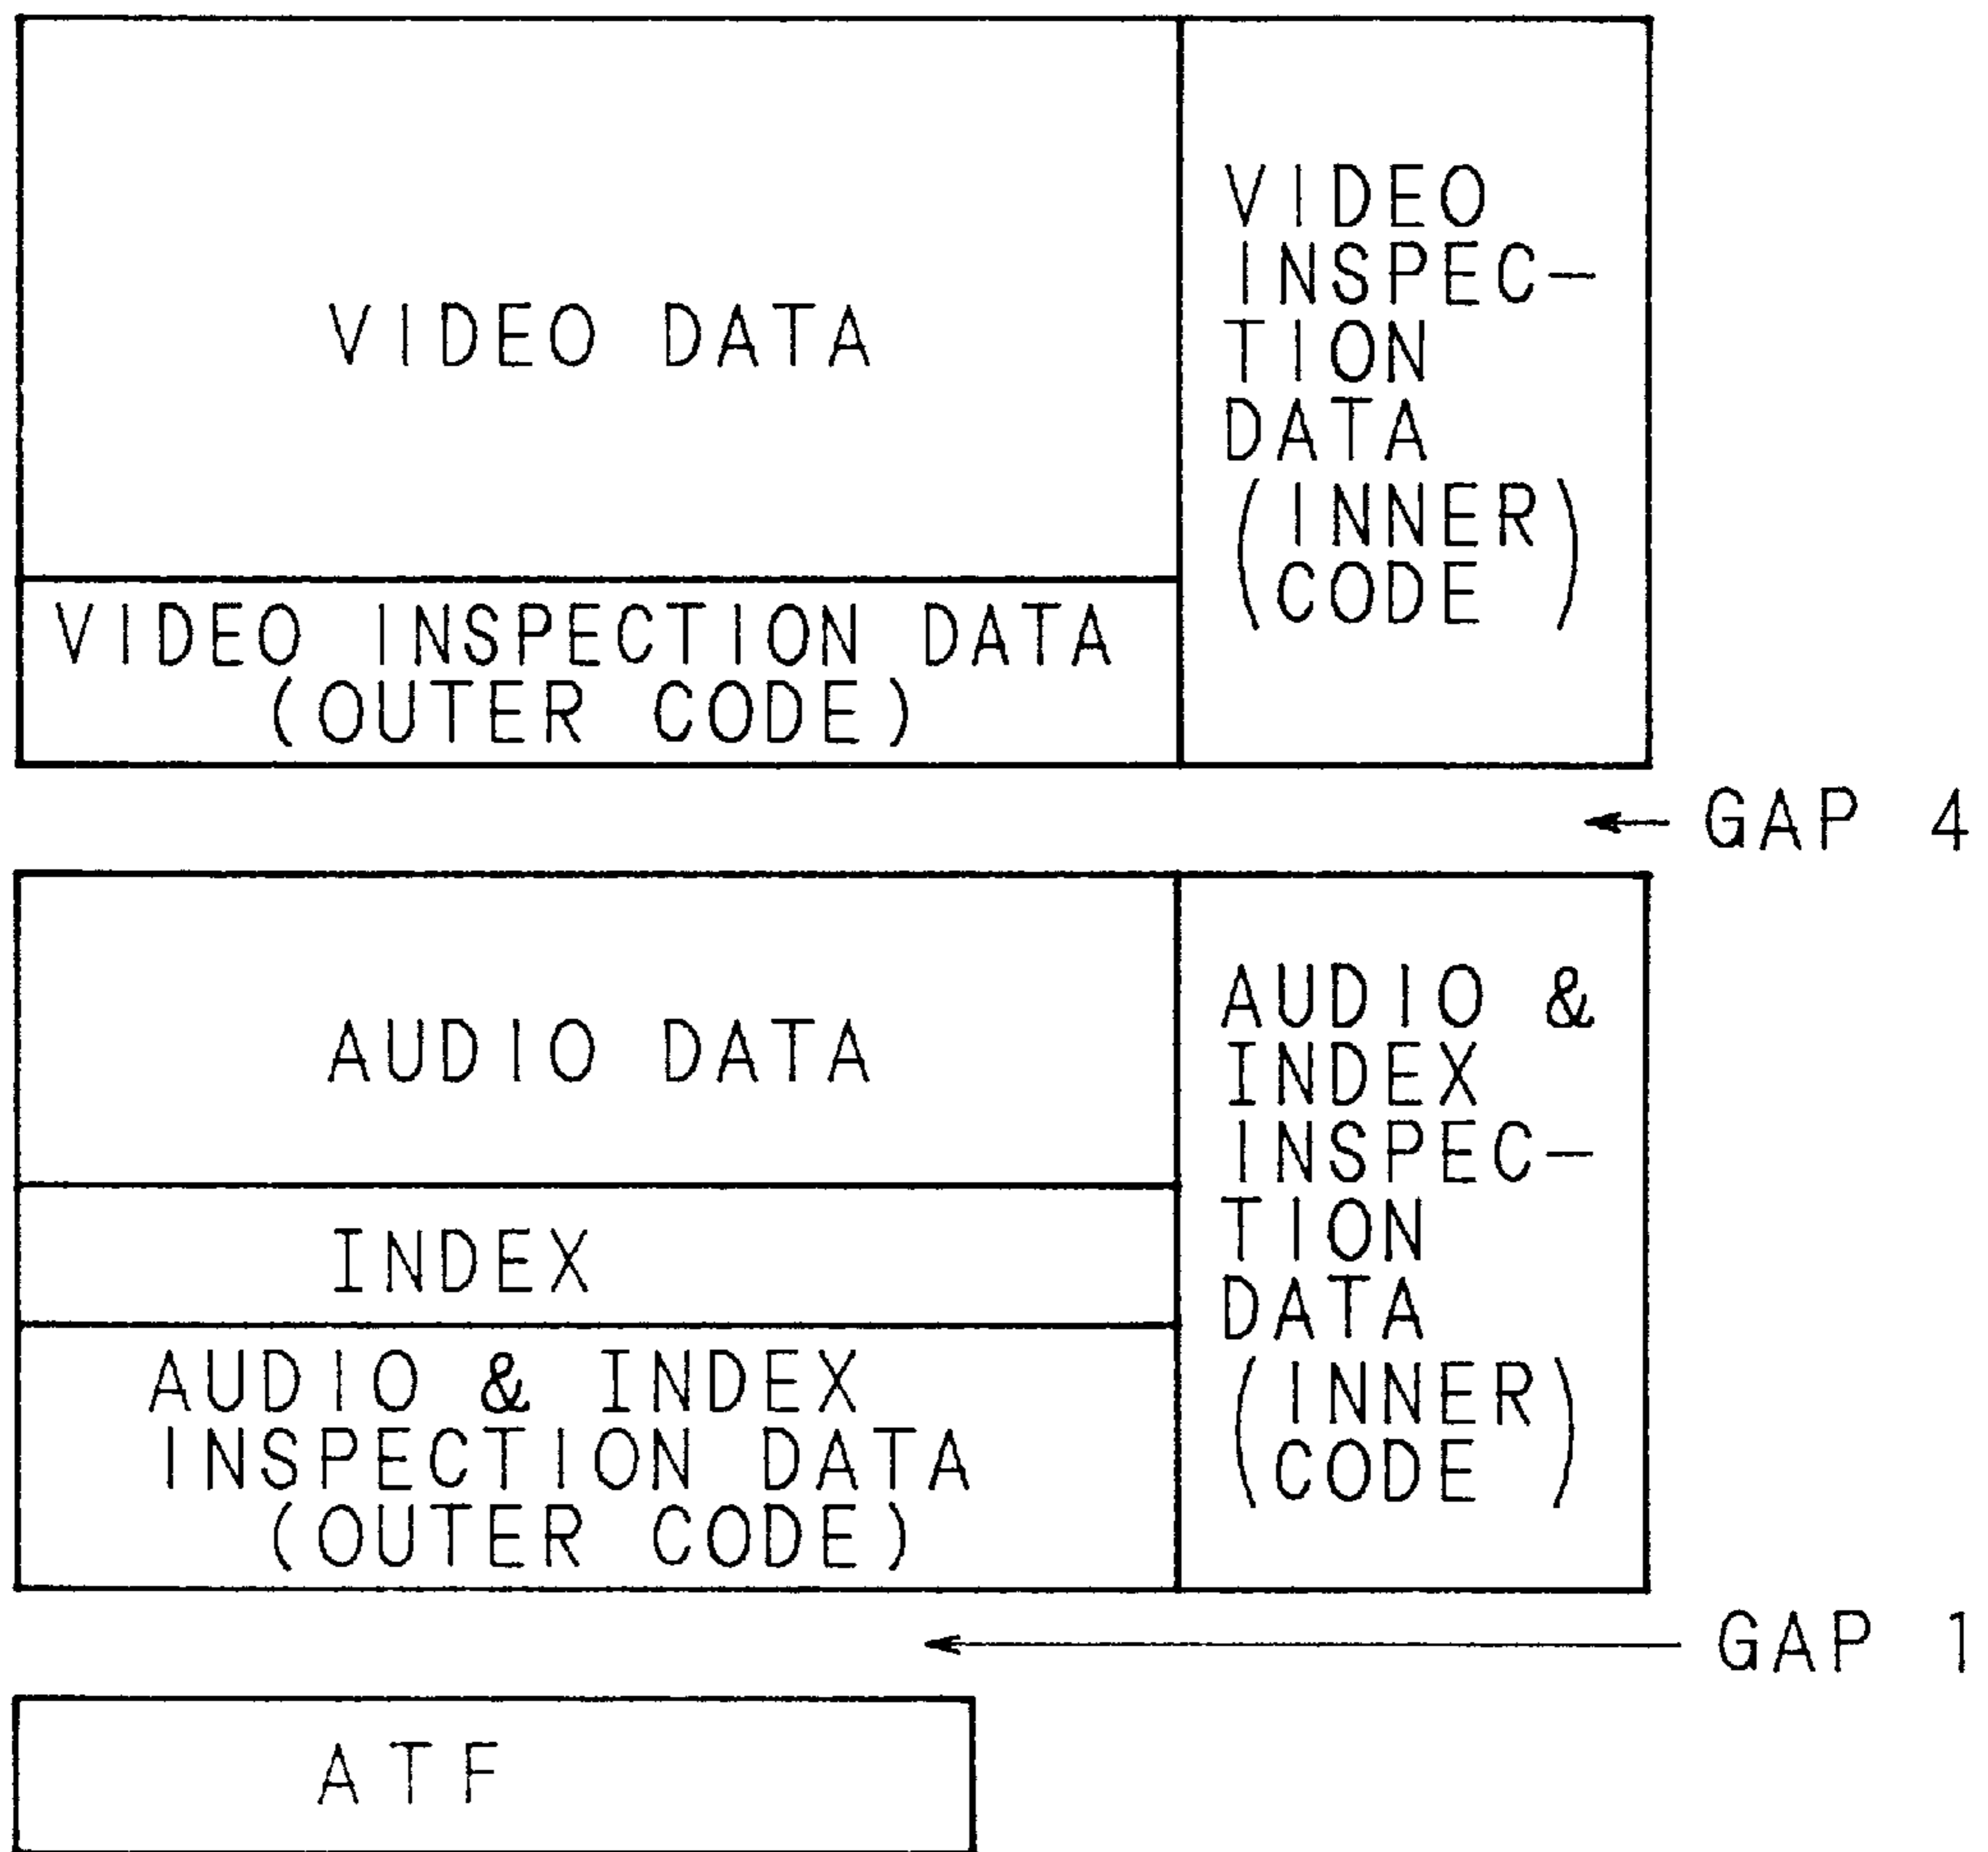 VIDEO DATA
VIDEO INSPECTION DATA
(OUTER CODE)
VIDEO
INSPEC-
TION
DATA
(INNER
CODE)
GAP 4
AUDIO DATA
INDEX
AUDIO & INDEX
INSPECTION DATA
(OUTER CODE)
AUDIO &
INDEX
INSPEC-
TION
DATA
(INNER
CODE)
GAP 1
ATF